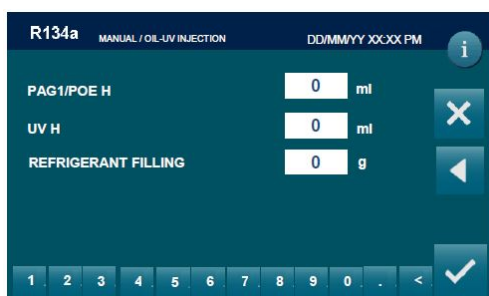 R134a MANUAL / OIL-UV INJECTION DD/MM/YY XX:XX PM
i
PAG1/POE H 0 ml
UV H 0 ml
REFRIGERANT FILLING 0 g
1 2 3 4 5 6 7 8 9 0 . <